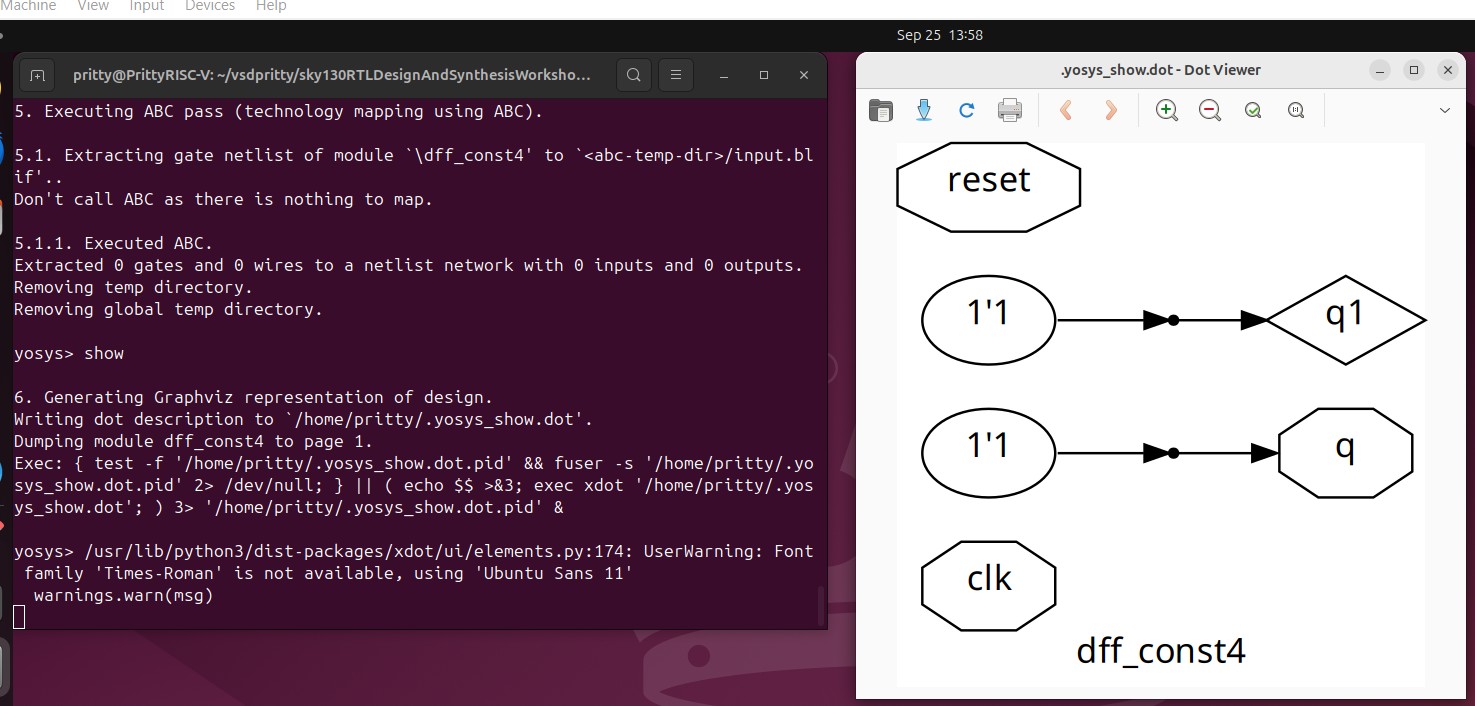 Machine View Input Devices Help
Sep 25 13:58
pritty@PrittyRISC-V: ~/vsdpritty/sky130RTLDesignAndSynthesisWorksho...
5. Executing ABC pass (technology mapping using ABC).
5.1. Extracting gate netlist of module `\dff_const4' to `<abc-temp-dir>/input.bl
if'..
Don't call ABC as there is nothing to map.
5.1.1. Executed ABC.
Extracted 0 gates and 0 wires to a netlist network with 0 inputs and 0 outputs.
Removing temp directory.
Removing global temp directory.
yosys> show
6. Generating Graphviz representation of design.
Writing dot description to `/home/pritty/.yosys_show.dot'.
Dumping module dff_const4 to page 1.
Exec: { test -f '/home/pritty/.yosys_show.dot.pid' && fuser -s '/home/pritty/.yo
sys_show.dot.pid' 2> /dev/null; } || ( echo $$ >&3; exec xdot '/home/pritty/.yos
ys_show.dot'; ) 3> '/home/pritty/.yosys_show.dot.pid' &
yosys> /usr/lib/python3/dist-packages/xdot/ui/elements.py:174: UserWarning: Font
 family 'Times-Roman' is not available, using 'Ubuntu Sans 11'
  warnings.warn(msg)
.yosys_show.dot - Dot Viewer
reset
1'1 q1
1'1 q
clk
dff_const4